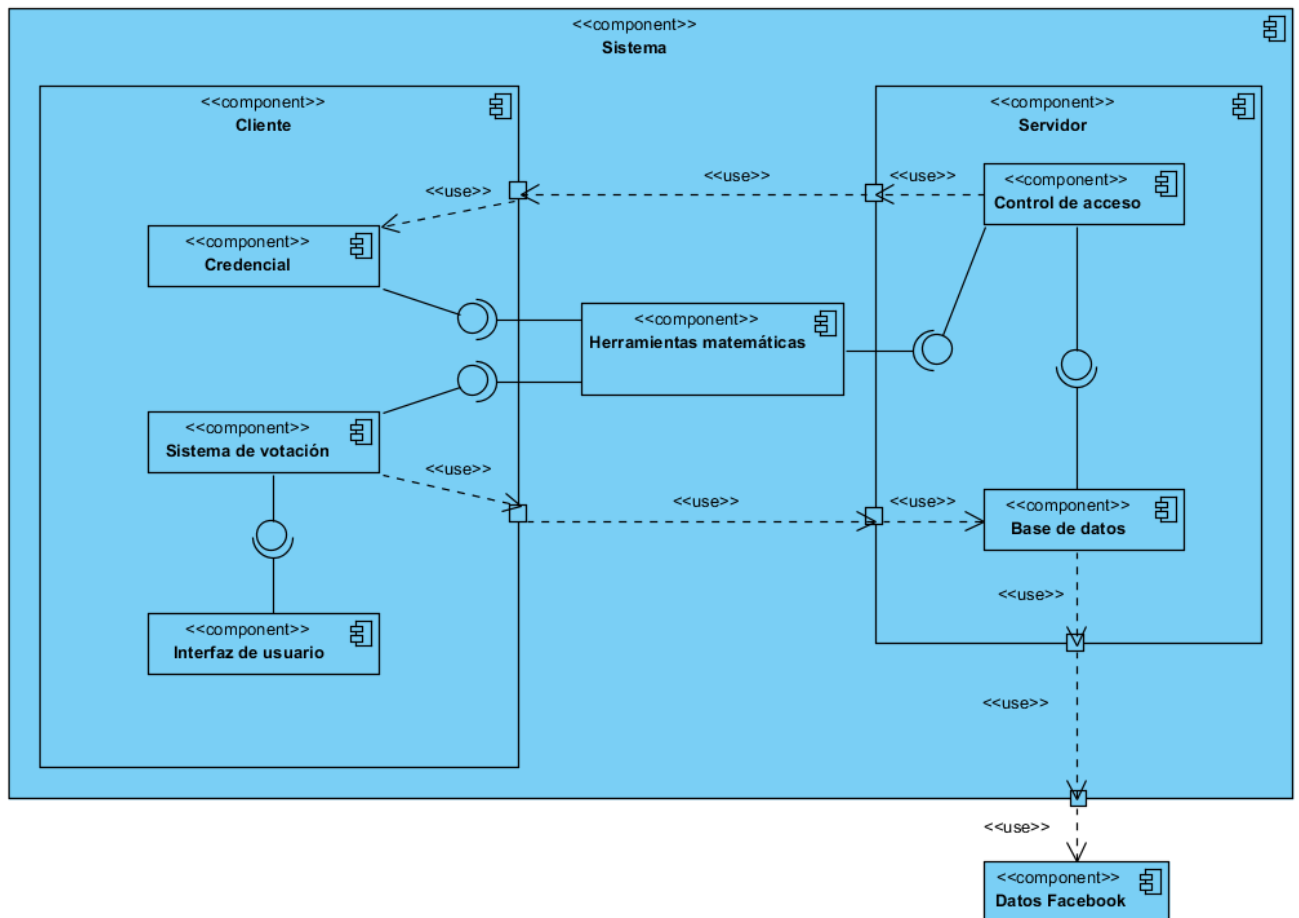 <<component>>
Sistema
<<component>>
Cliente
<<component>>
Servidor
<<use>>
<<use>>
<<use>>
<<component>>
Control de acceso
<<component>>
Credencial
<<component>>
Herramientas matemáticas
<<component>>
Sistema de votación
<<use>>
<<use>>
<<use>>
<<component>>
Base de datos
<<use>>
<<component>>
Interfaz de usuario
<<use>>
<<use>>
<<component>>
Datos Facebook